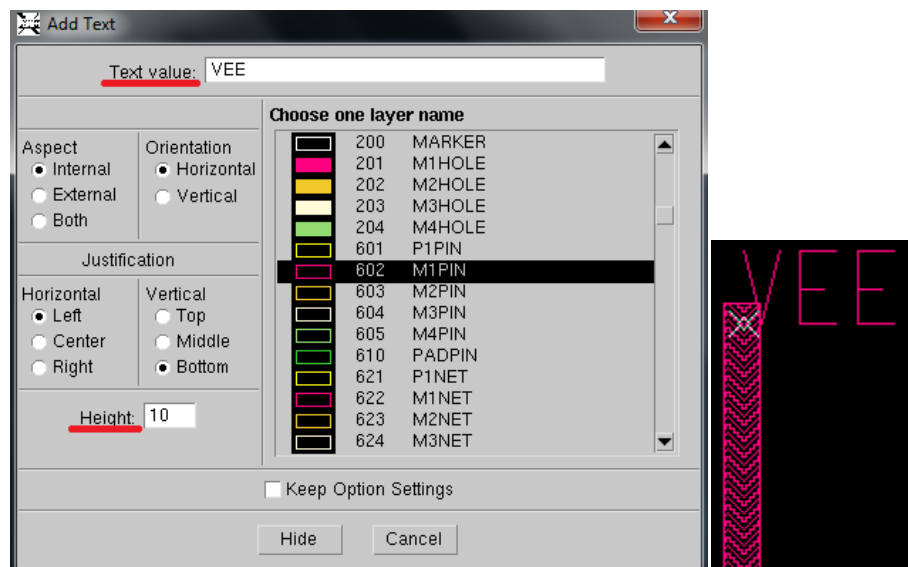 Add Text
Text value: VEE
Choose one layer name
Aspect
Internal
External
Both
Orientation
Horizontal
Vertical
Justification
Horizontal
Left
Center
Right
Vertical
Top
Middle
Bottom
Height: 10
200 MARKER
201 M1HOLE
202 M2HOLE
203 M3HOLE
204 M4HOLE
601 P1PIN
602 M1PIN
603 M2PIN
604 M3PIN
605 M4PIN
610 PADPIN
621 P1NET
622 M1NET
623 M2NET
624 M3NET
Keep Option Settings
Hide Cancel
VEE